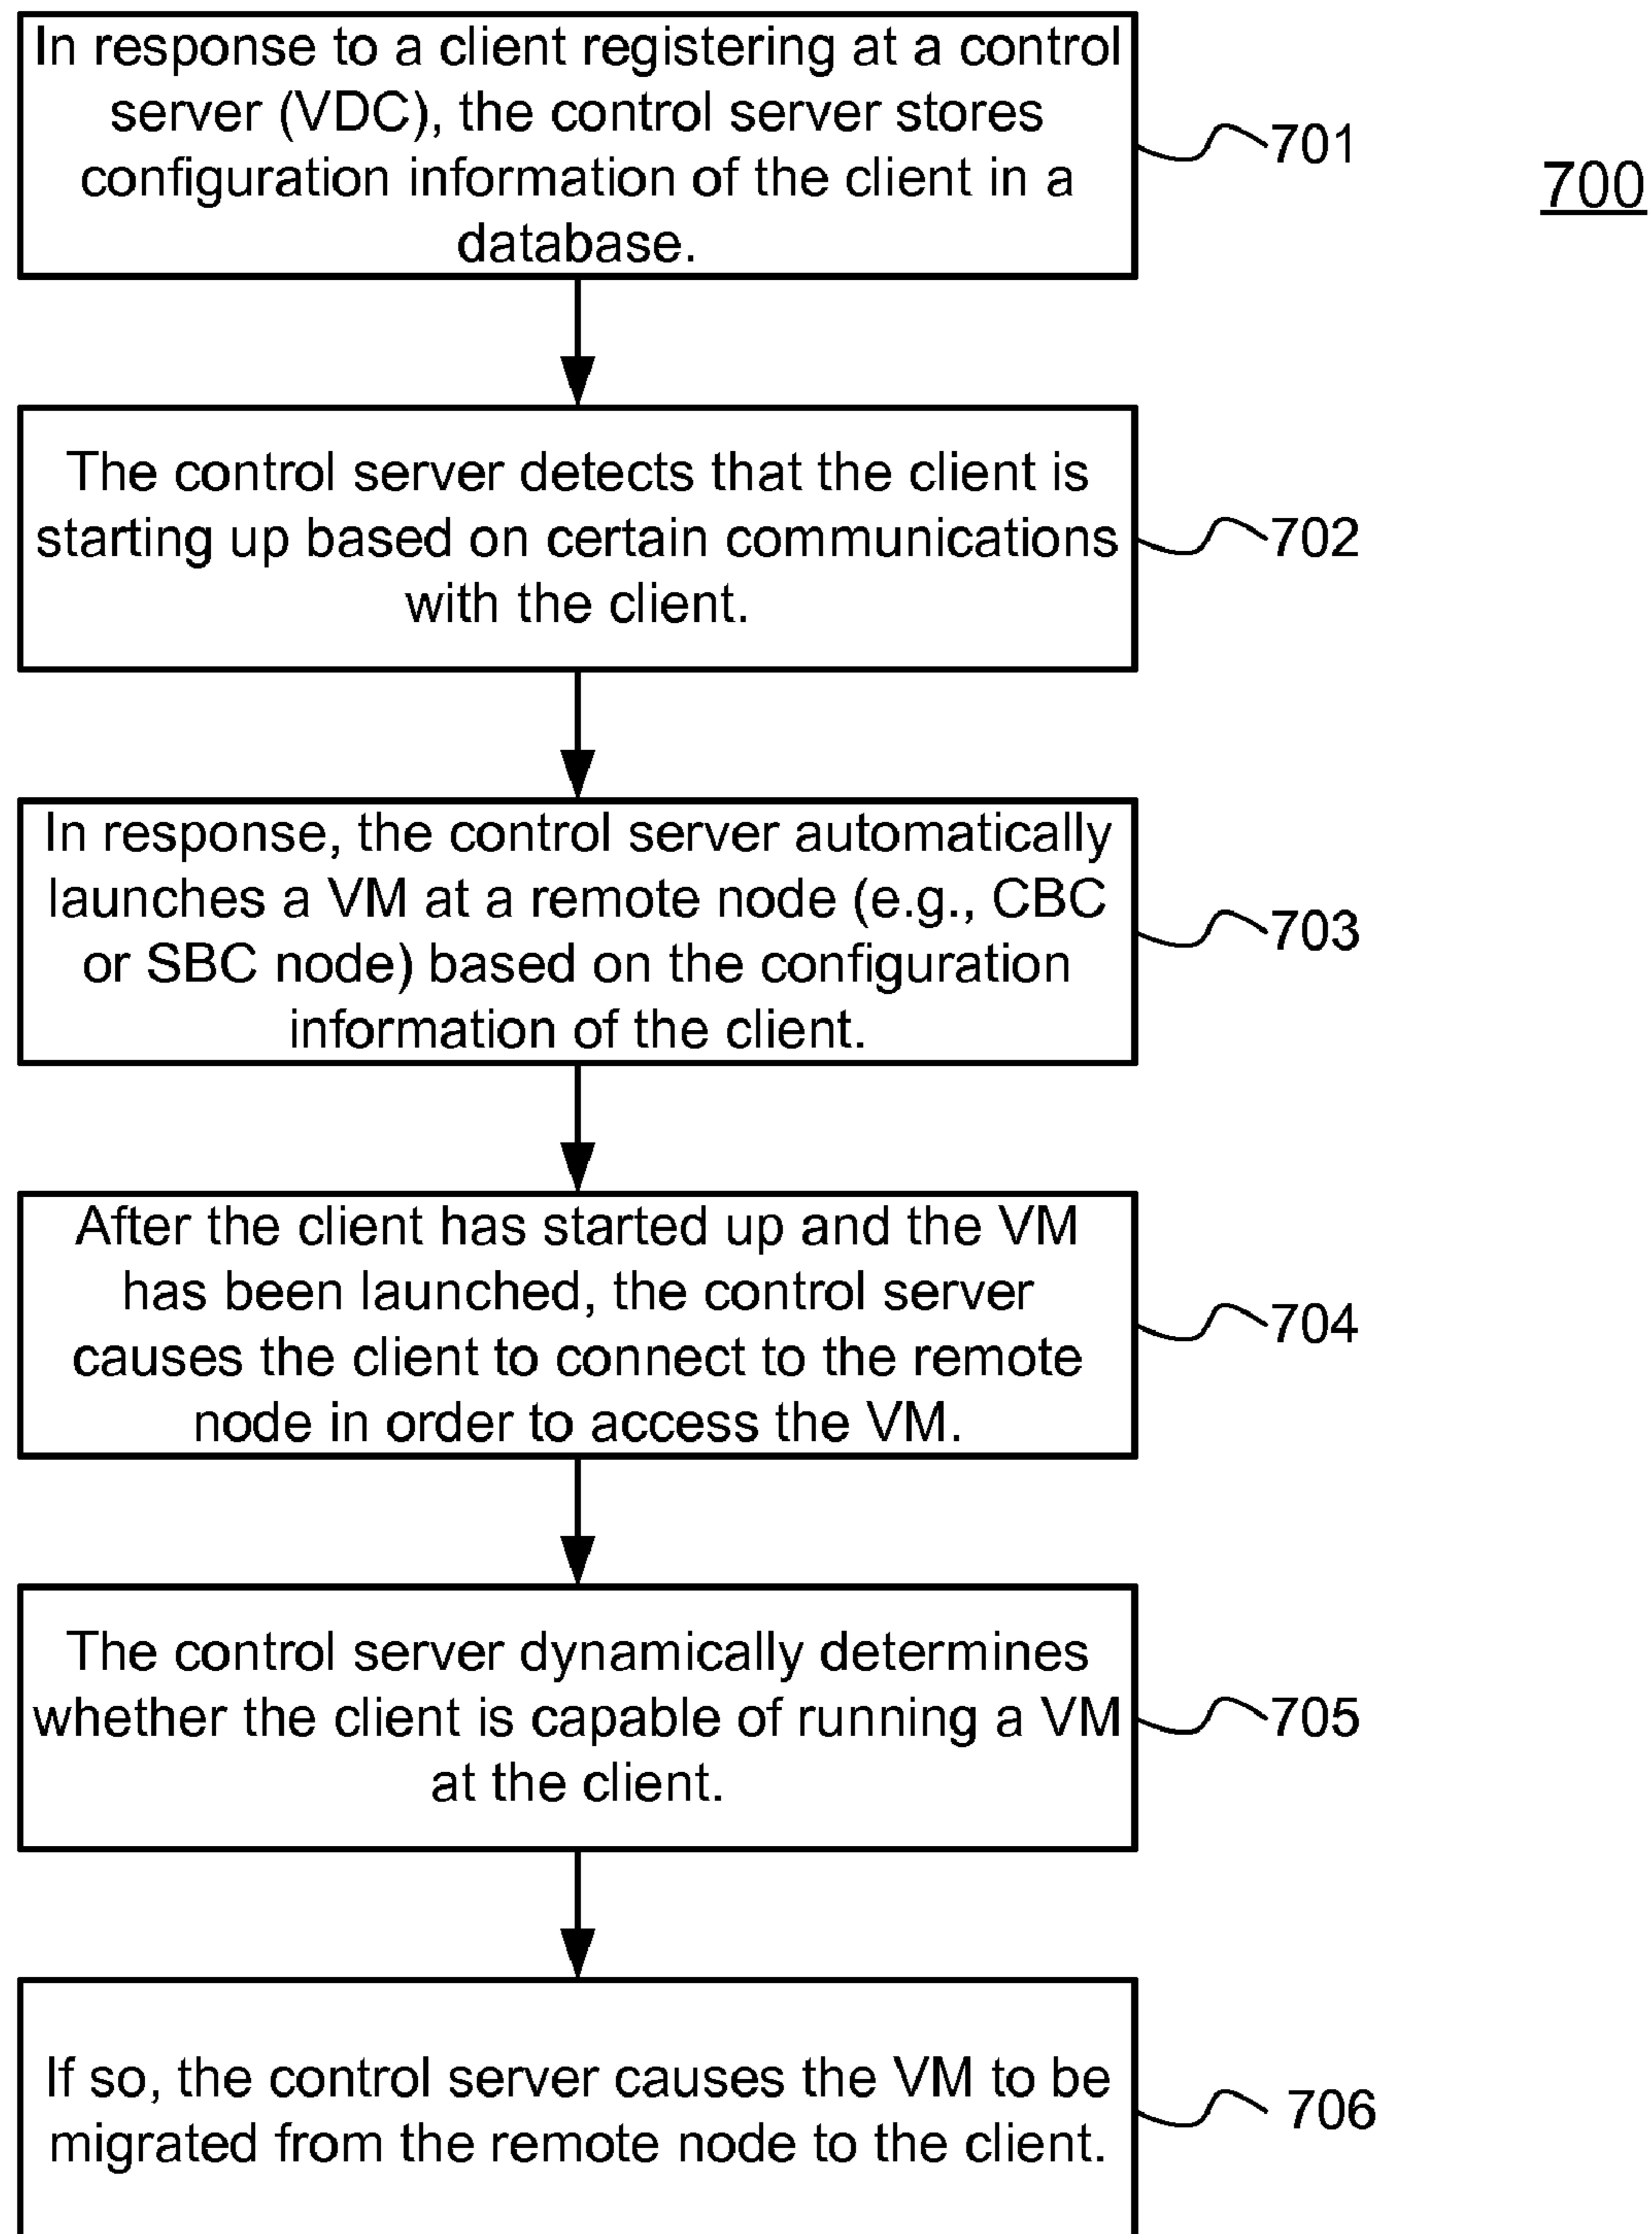 In response to a client registering at a control
server (VDC), the control server stores
configuration information of the client in a
database.
701
700
The control server detects that the client is
starting up based on certain communications
with the client.
702
In response, the control server automatically
launches a VM at a remote node (e.g., CBC
or SBC node) based on the configuration
information of the client.
703
After the client has started up and the VM
has been launched, the control server
causes the client to connect to the remote
node in order to access the VM.
704
The control server dynamically determines
whether the client is capable of running a VM
at the client.
705
If so, the control server causes the VM to be
migrated from the remote node to the client.
706